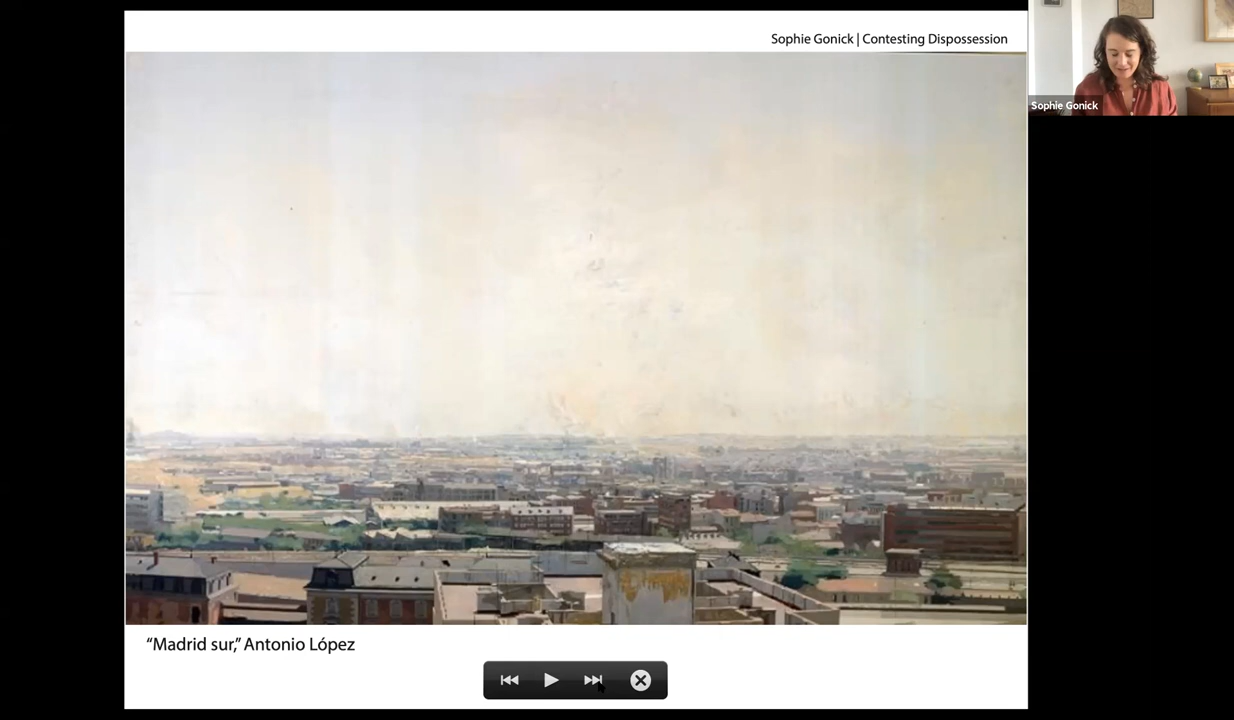 Sophie Gonick | Contesting Dispossession
Sophie Gonick
“Madrid sur,” Antonio López